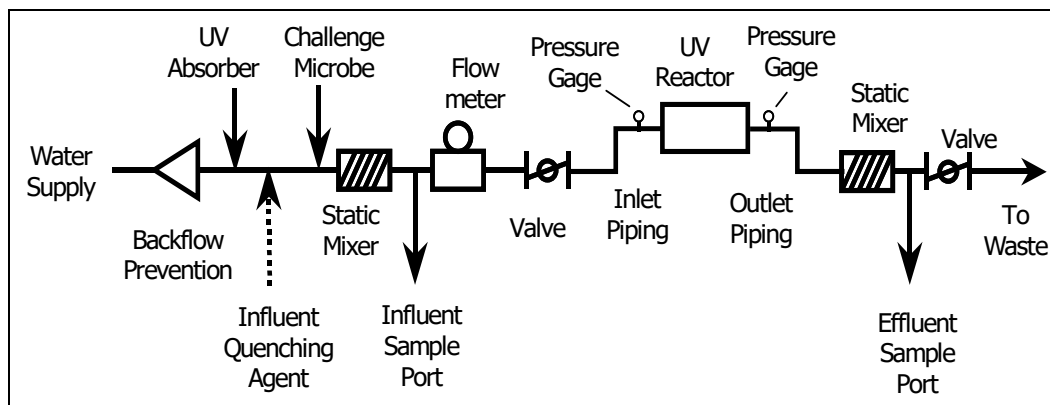 UV
Absorber
Challenge
Microbe
Flow
meter
Pressure
Gage
UV
Reactor
Pressure
Gage
Static
Mixer
Valve
Water
Supply
Backflow
Prevention
Static
Mixer
Valve
Inlet
Piping
Outlet
Piping
To
Waste
Influent
Quenching
Agent
Influent
Sample
Port
Effluent
Sample
Port